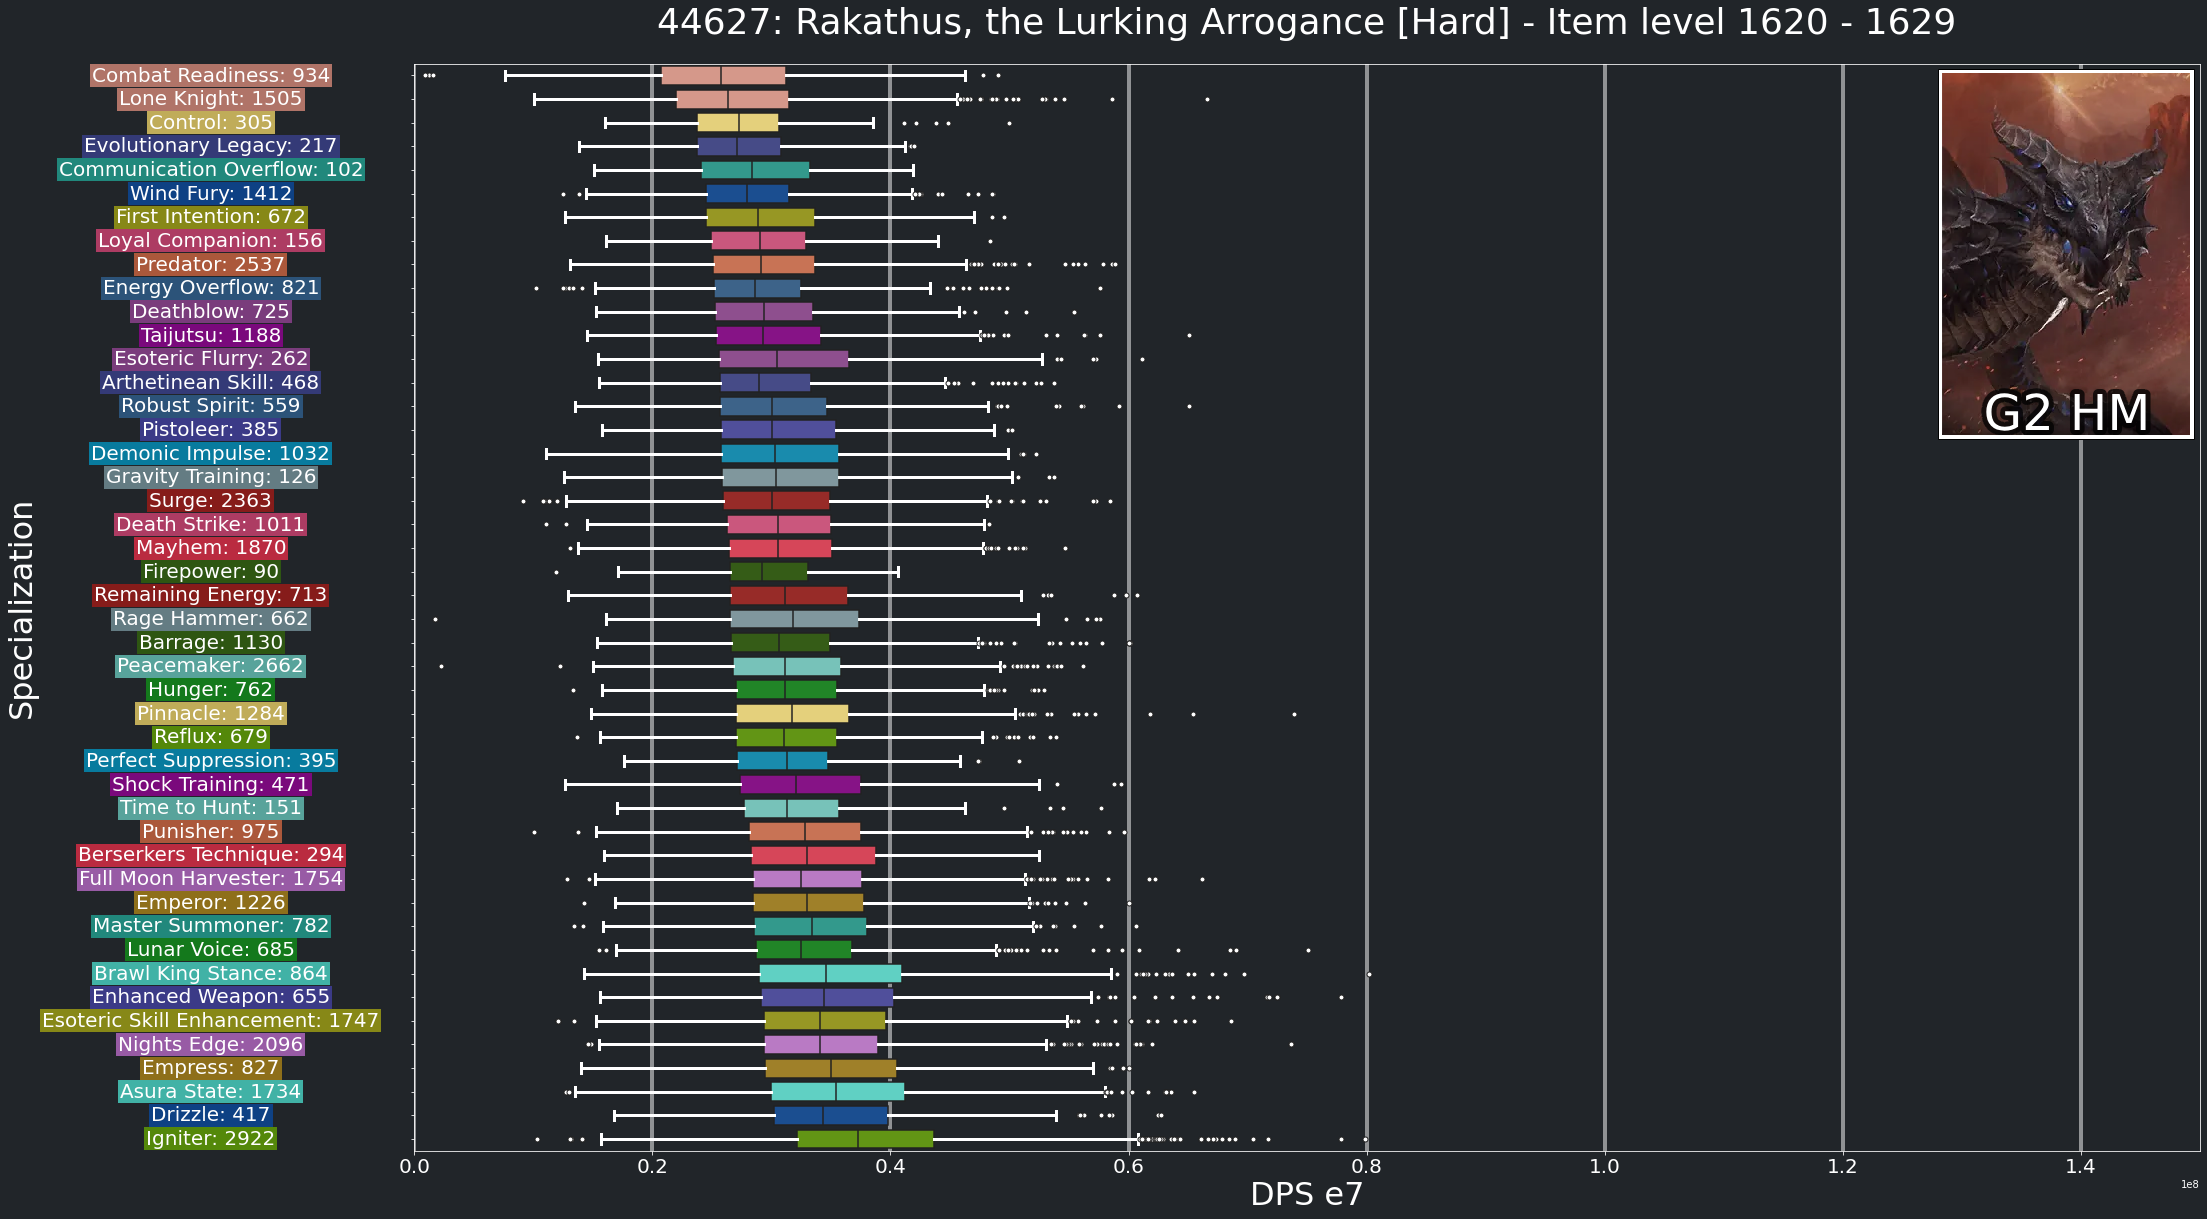 44627: Rakathus, the Lurking Arrogance [Hard] - Item level 1620 - 1629
Combat Readiness: 934
Lone Knight: 1505
Control: 305
Evolutionary Legacy: 217
Communication Overflow: 102
Wind Fury: 1412
First Intention: 672
Loyal Companion: 156
Predator: 2537
Energy Overflow: 821
Deathblow: 725
Taijutsu: 1188
Esoteric Flurry: 262
Arthetinean Skill: 468
Robust Spirit: 559
Pistoleer: 385
Demonic Impulse: 1032
Gravity Training: 126
Surge: 2363
Death Strike: 1011
Mayhem: 1870
Firepower: 90
Remaining Energy: 713
Rage Hammer: 662
Barrage: 1130
Peacemaker: 2662
Hunger: 762
Pinnacle: 1284
Reflux: 679
Perfect Suppression: 395
Shock Training: 471
Time to Hunt: 151
Punisher: 975
Berserkers Technique: 294
Full Moon Harvester: 1754
Emperor: 1226
Master Summoner: 782
Lunar Voice: 685
Brawl King Stance: 864
Enhanced Weapon: 655
Esoteric Skill Enhancement: 1747
Nights Edge: 2096
Empress: 827
Asura State: 1734
Drizzle: 417
Igniter: 2922
Specialization
G2 HM
0.0 0.2 0.4 0.6 0.8 1.0 1.2 1.4
1e8
DPS e7